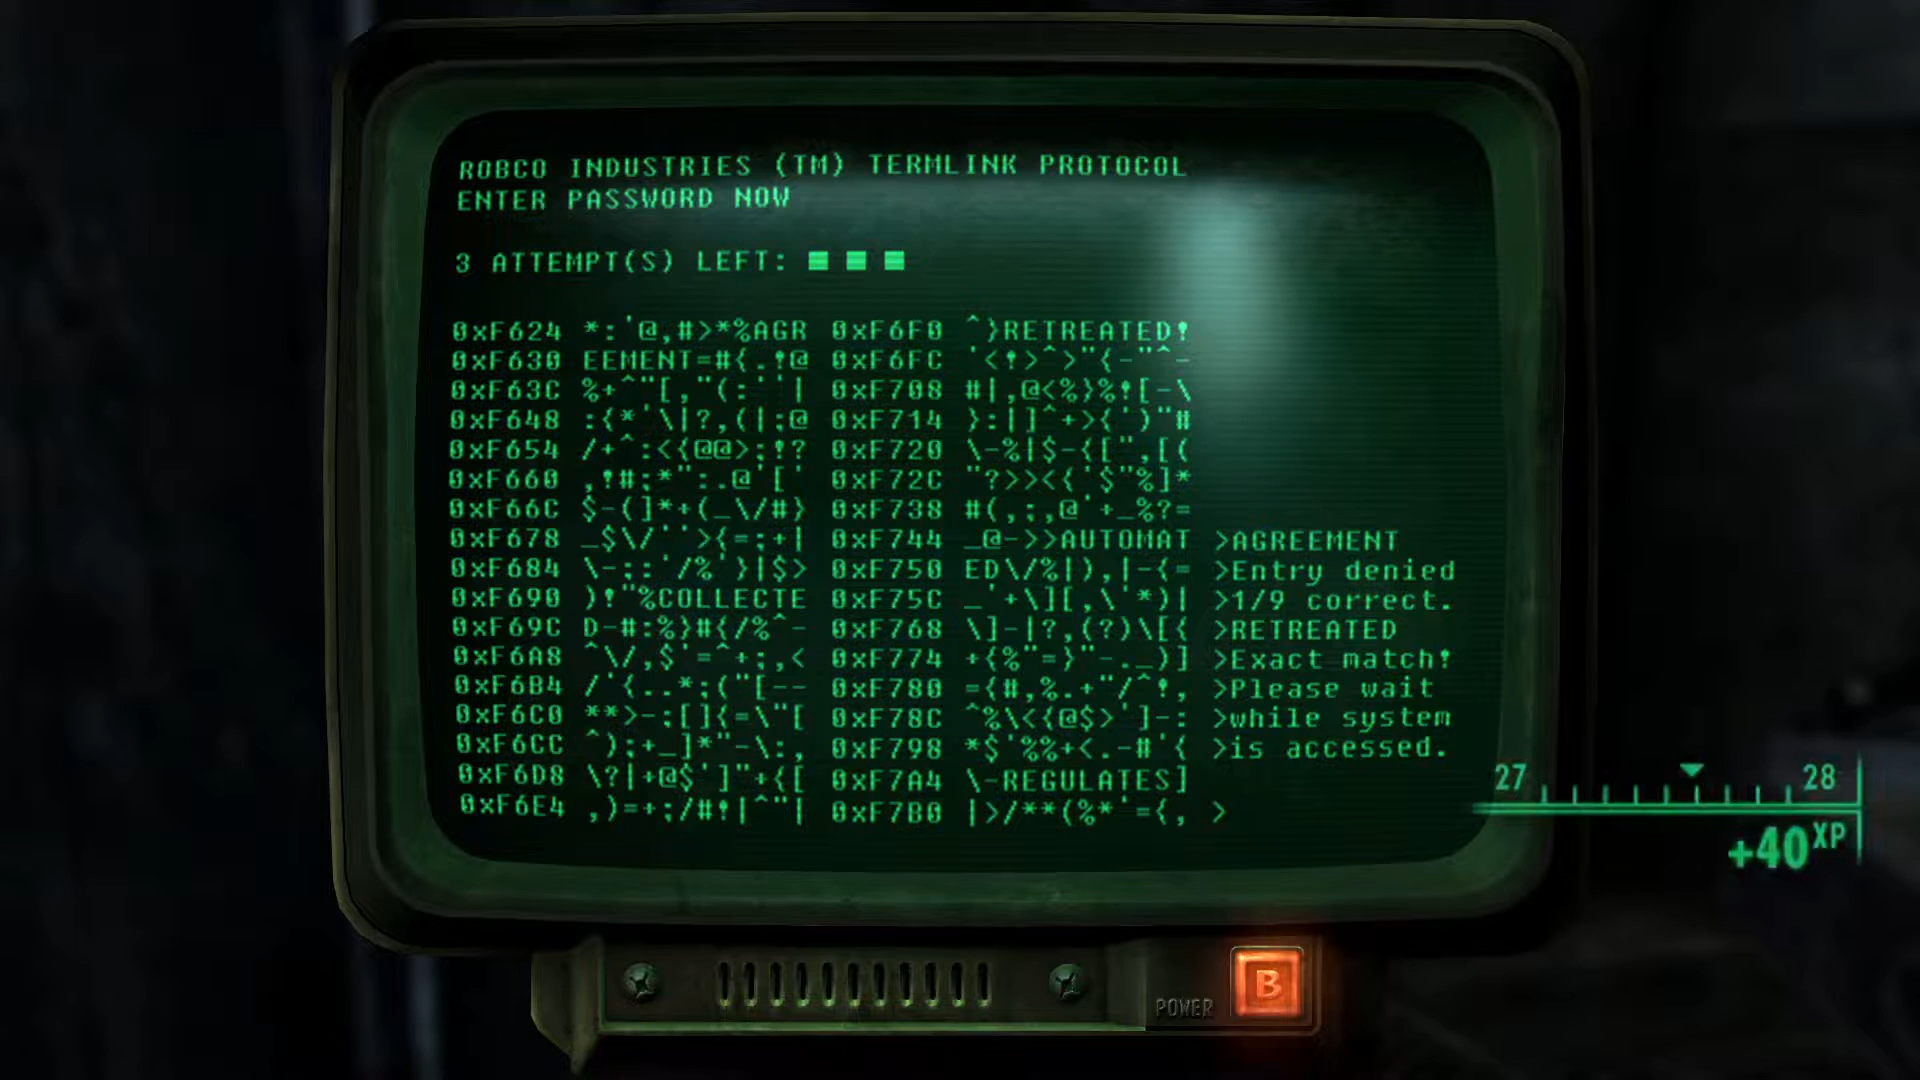 ROBCO INDUSTRIES (TM) TERMLINK PROTOCOL
ENTER PASSWORD NOW
3 ATTEMPT(S) LEFT: ■ ■ ■
0xF624 *:'@,#>*%AGR 0xF6F0 ^}RETREATED!
0xF630 EEMENT=#{.!@ 0xF6FC '<!>^>"{-"^-
0xF63C %+^"[,"(:''| 0xF708 #|,@<%}%![-\
0xF648 :{*'\|?,(|;@ 0xF714 }:|]^+>{')"#
0xF654 /+^:<{@@>;!? 0xF720 \-%|$-{[",[(
0xF660 ,!#;*":.@'[' 0xF72C "?>><{'$"%]*
0xF66C $-(]*+(_\/#} 0xF738 #(,;,@'+_%?=
0xF678 _$\/''>{=;+| 0xF744 _@->>AUTOMAT >AGREEMENT
0xF684 \-;:'/%'}|$> 0xF750 ED\/%|),|-{= >Entry denied
0xF690 )!"%COLLECTE 0xF75C _'+\][,\'*)| >1/9 correct.
0xF69C D-#:%}#{/%^- 0xF768 \]-|?,(?)\[{ >RETREATED
0xF6A8 ^\/,$'=^+;,< 0xF774 +{%"=}"-._)] >Exact match!
0xF6B4 /'{..*;("[-- 0xF780 ={#,%.+"/^!, >Please wait
0xF6C0 **>-;[]{=\"[ 0xF78C ^%\<{@$>']-: >while system
0xF6CC ^);+_]*"-\:, 0xF798 *$'%%+<.-#'{ >is accessed.
0xF6D8 \?|+@$']"+{[ 0xF7A4 \-REGULATES]
0xF6E4 ,)=+;/#!|^"| 0xF7B0 |>/**(%*'={, >
27 28
+40 XP
POWER B